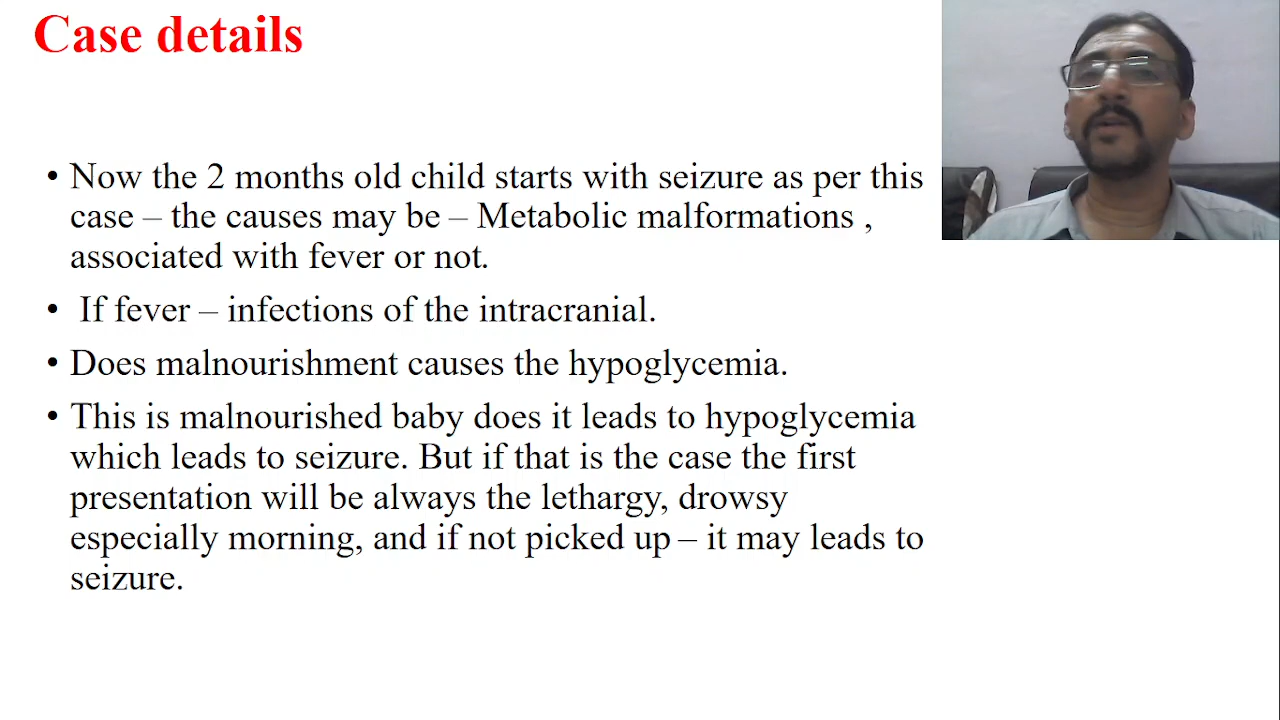 Case details
• Now the 2 months old child starts with seizure as per this
case – the causes may be – Metabolic malformations ,
associated with fever or not.
• If fever – infections of the intracranial.
• Does malnourishment causes the hypoglycemia.
• This is malnourished baby does it leads to hypoglycemia
which leads to seizure. But if that is the case the first
presentation will be always the lethargy, drowsy
especially morning, and if not picked up – it may leads to
seizure.